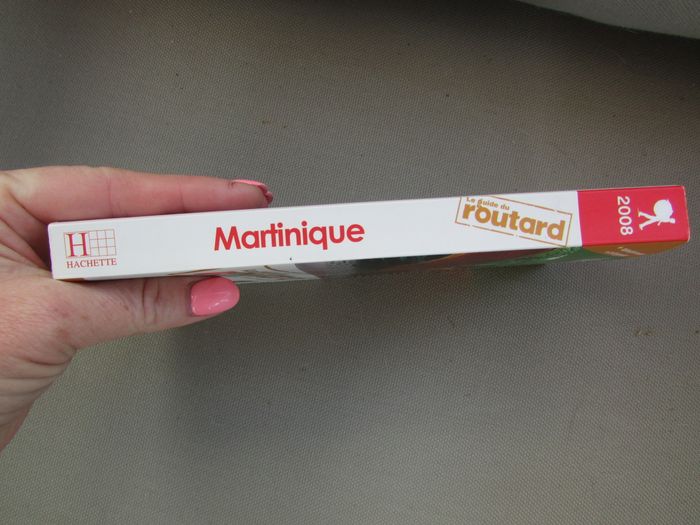 H
HACHETTE
Martinique
Le Guide du
routard
2008